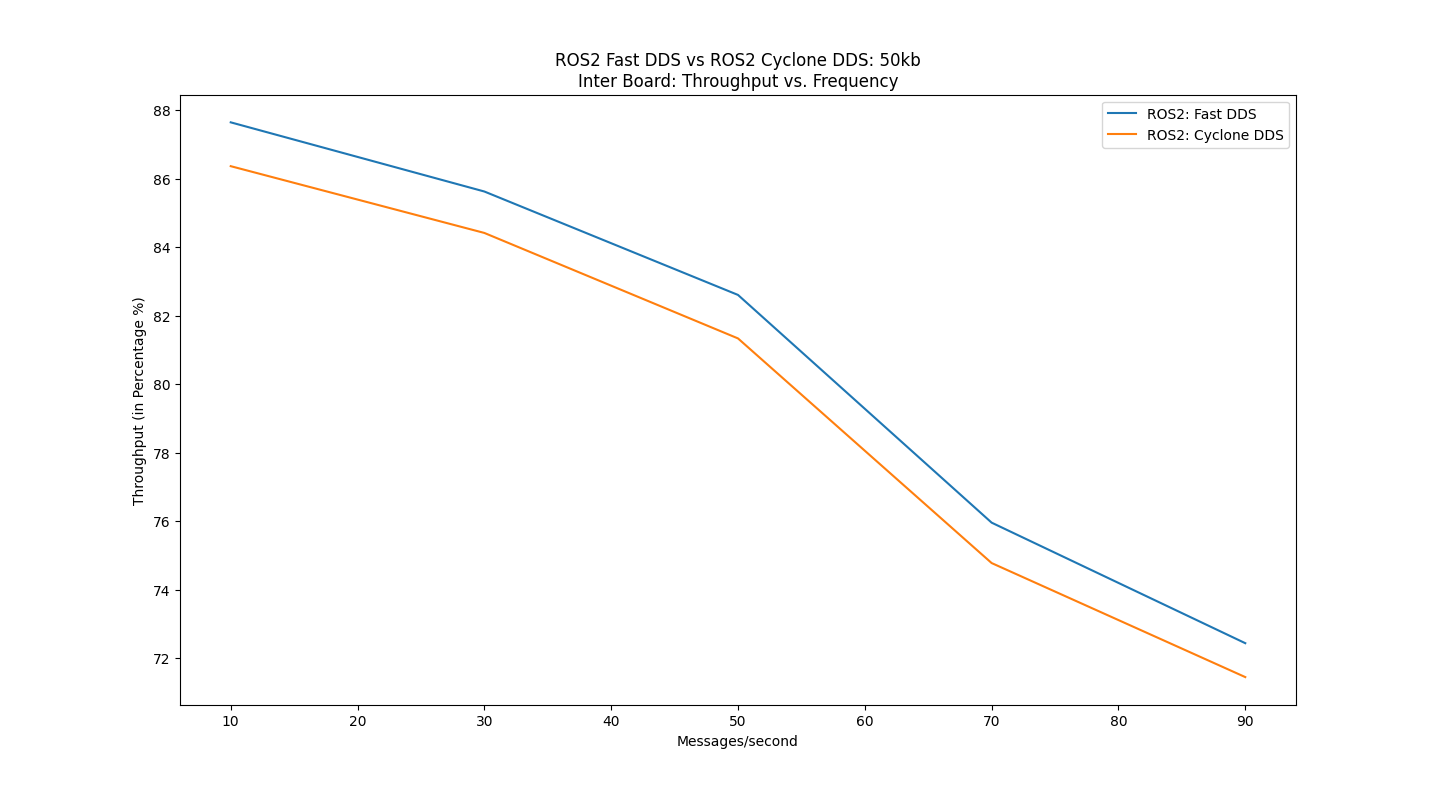 ROS2 Fast DDS vs ROS2 Cyclone DDS: 50kb
Inter Board: Throughput vs. Frequency
ROS2: Fast DDS
ROS2: Cyclone DDS
Throughput (in Percentage %)
88
86
84
82
80
78
76
74
72
10 20 30 40 50 60 70 80 90
Messages/second